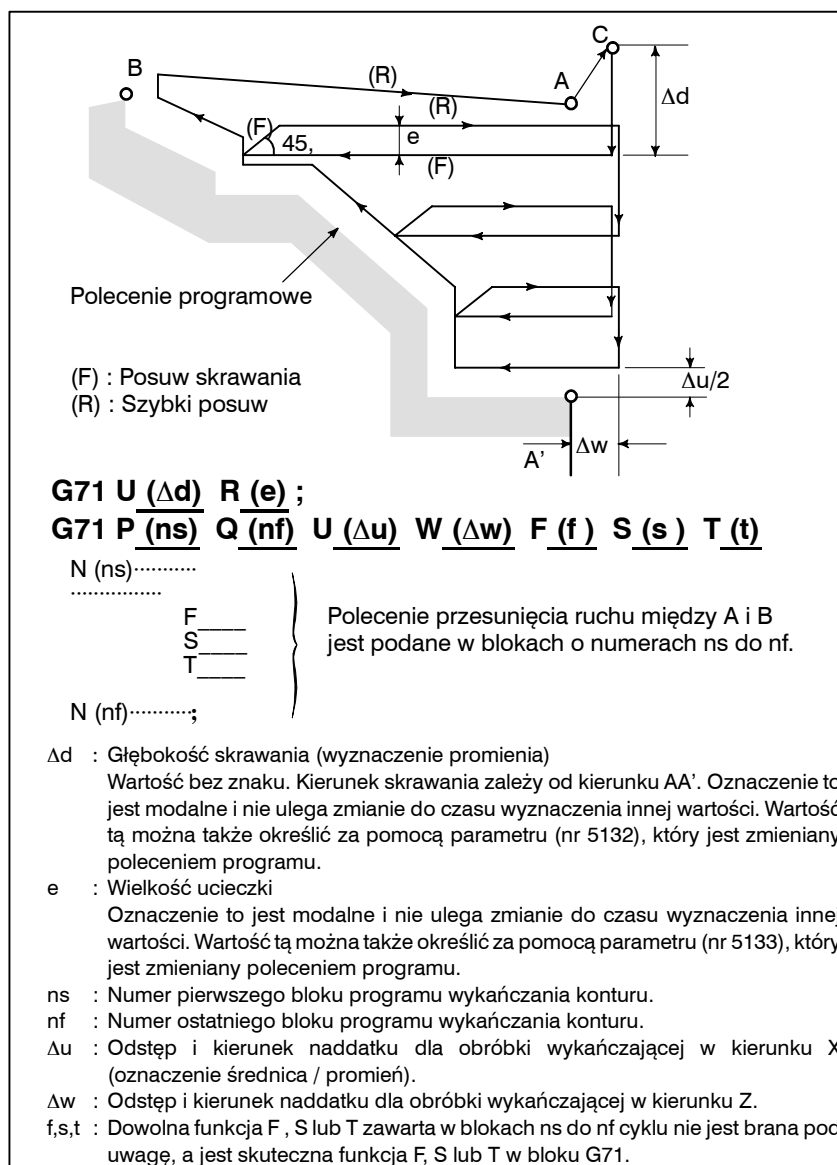 C
B
(R)
A
Δd
(R)
(F)
45,
e
(F)
Polecenie programowe
(F) : Posuw skrawania
(R) : Szybki posuw
Δu/2
A’
Δw
G71 U (Δd) R (e) ;
G71 P (ns) Q (nf) U (Δu) W (Δw) F (f ) S (s ) T (t)
N (ns)···········
················
F____
S____
T____
N (nf)··········;
Polecenie przesunięcia ruchu między A i B
jest podane w blokach o numerach ns do nf.
Δd : Głębokość skrawania (wyznaczenie promienia)
Wartość bez znaku. Kierunek skrawania zależy od kierunku AA’. Oznaczenie to
jest modalne i nie ulega zmianie do czasu wyznaczenia innej wartości. Wartość
tą można także określić za pomocą parametru (nr 5132), który jest zmieniany
poleceniem programu.
e : Wielkość ucieczki
Oznaczenie to jest modalne i nie ulega zmianie do czasu wyznaczenia innej
wartości. Wartość tą można także określić za pomocą parametru (nr 5133), który
jest zmieniany poleceniem programu.
ns : Numer pierwszego bloku programu wykańczania konturu.
nf : Numer ostatniego bloku programu wykańczania konturu.
Δu : Odstęp i kierunek naddatku dla obróbki wykańczającej w kierunku X
(oznaczenie średnica / promień).
Δw : Odstęp i kierunek naddatku dla obróbki wykańczającej w kierunku Z.
f,s,t : Dowolna funkcja F , S lub T zawarta w blokach ns do nf cyklu nie jest brana pod
uwagę, a jest skuteczna funkcja F, S lub T w bloku G71.